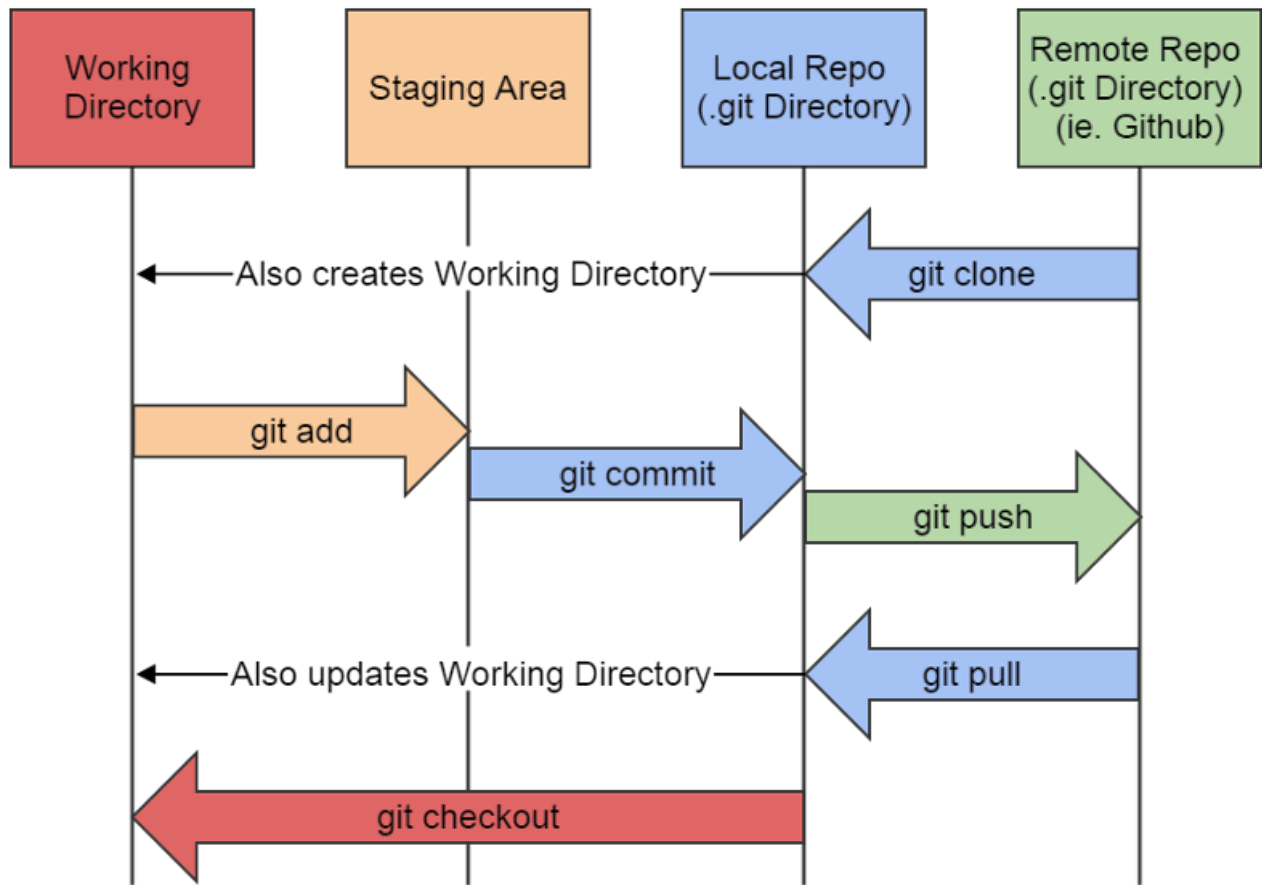 Working
Directory
Staging Area
Local Repo
(.git Directory)
Remote Repo
(.git Directory)
(ie. Github)
Also creates Working Directory
git clone
git add
git commit
git push
Also updates Working Directory
git pull
git checkout